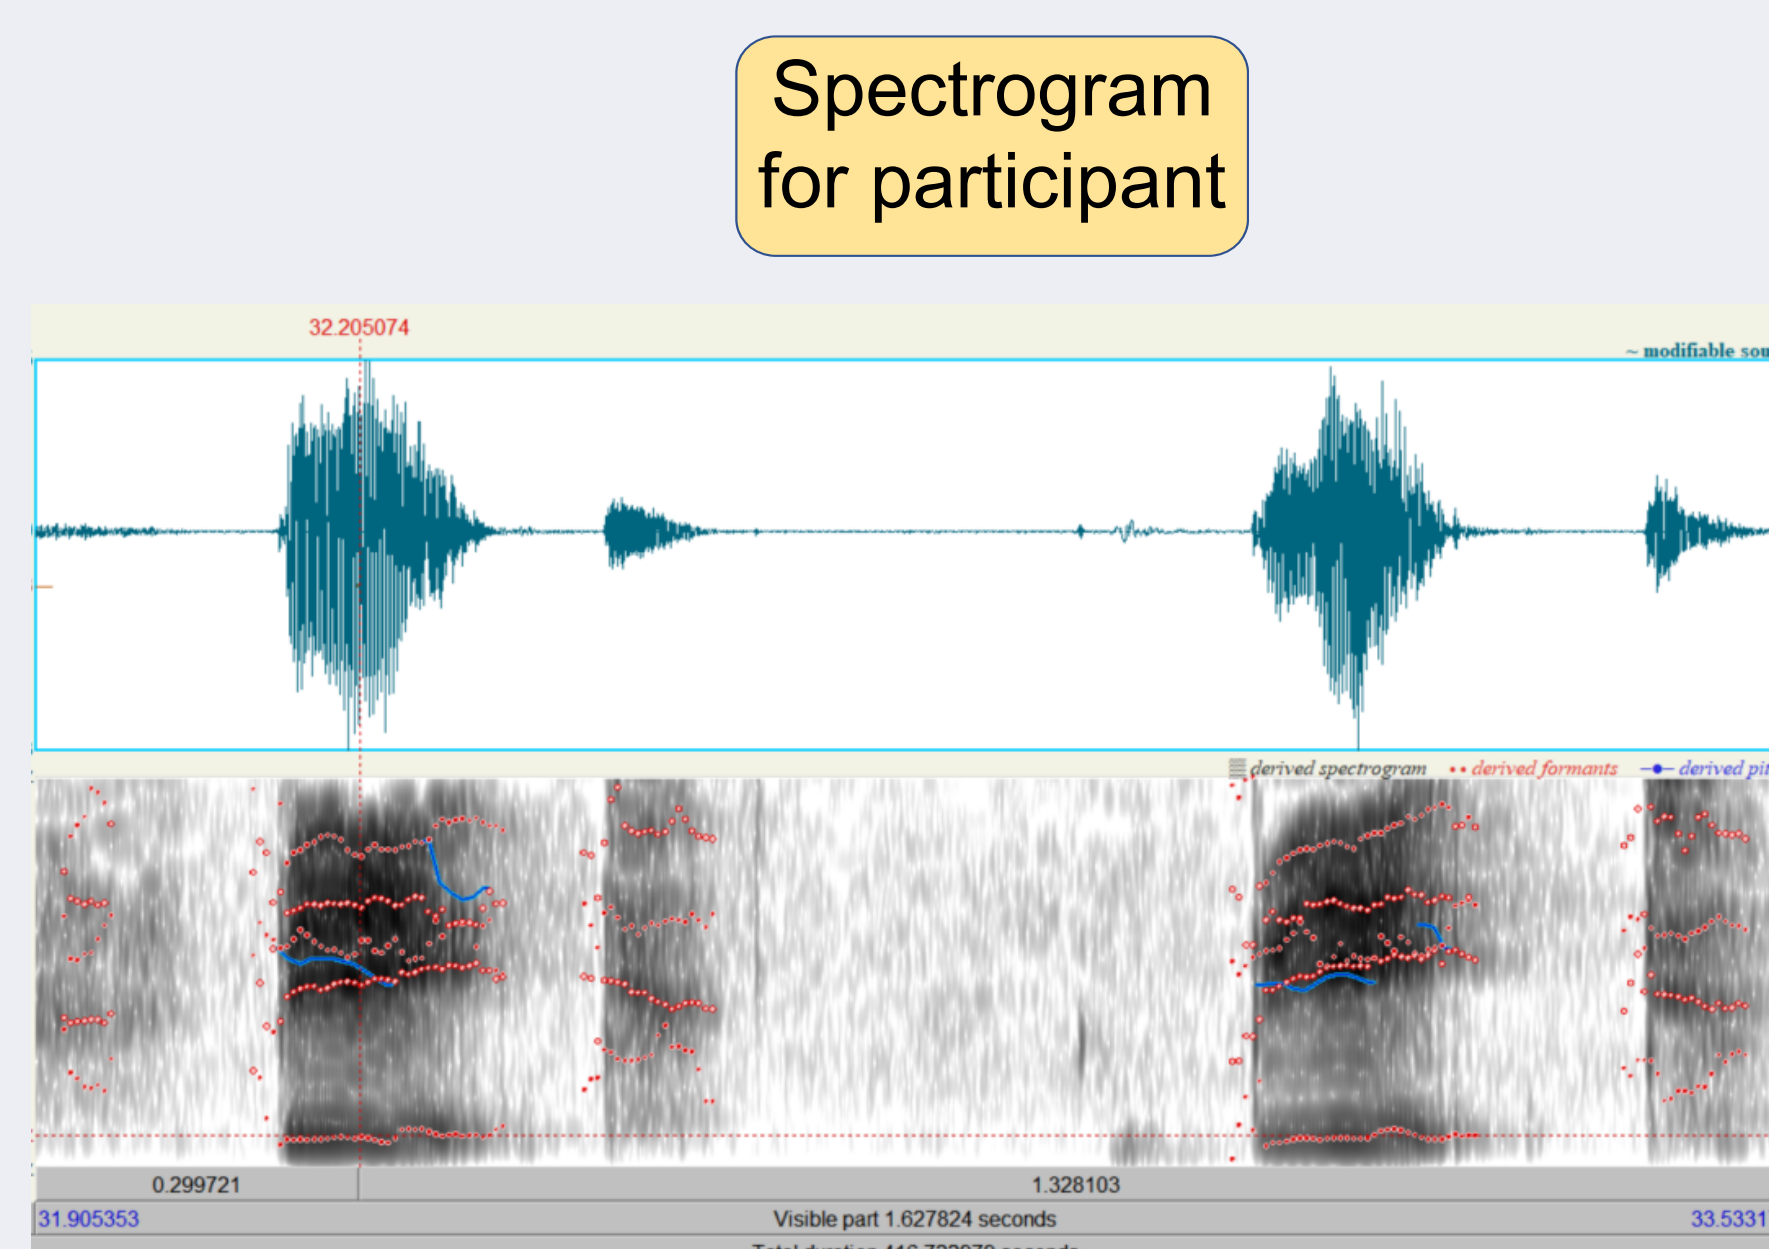 Spectrogram
for participant
32.205074
~ modifiable sou
derived spectrogram •• derived formants derived pit
0.299721 1.328103
31.905353 Visible part 1.627824 seconds 33.5331